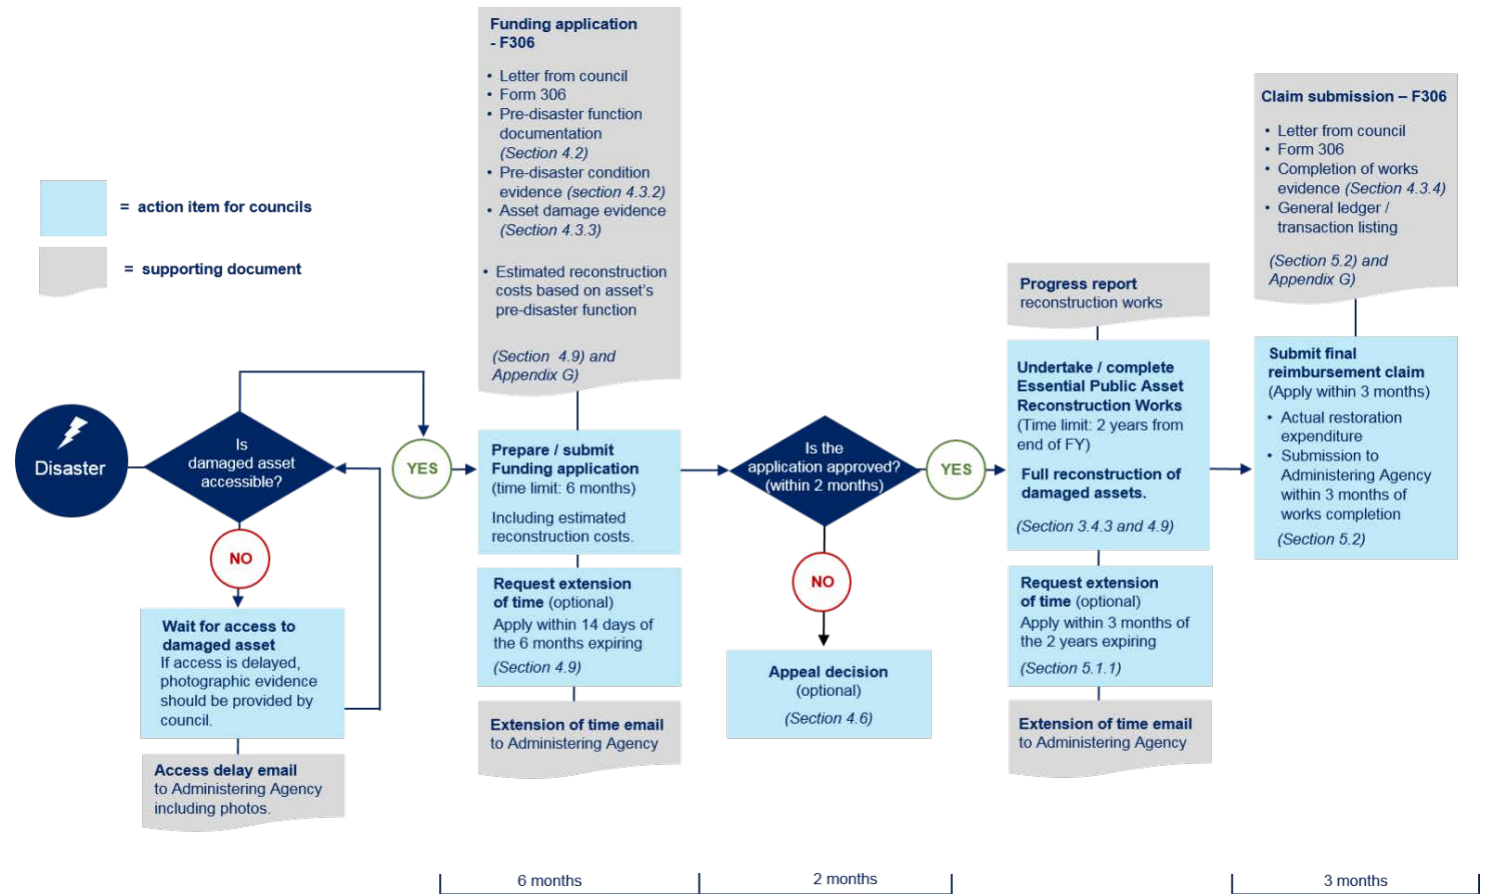 Funding application
- F306
• Letter from council
• Form 306
• Pre-disaster function
documentation
(Section 4.2)
• Pre-disaster condition
evidence (section 4.3.2)
• Asset damage evidence
(Section 4.3.3)
• Estimated reconstruction
costs based on asset's
pre-disaster function
(Section 4.9) and
Appendix G)
Claim submission – F306
• Letter from council
• Form 306
• Completion of works
evidence (Section 4.3.4)
• General ledger /
transaction listing
(Section 5.2) and
Appendix G)
= action item for councils
= supporting document
Progress report
reconstruction works
Disaster
Is
damaged asset
accessible?
YES
NO
Wait for access to
damaged asset
If access is delayed,
photographic evidence
should be provided by
council.
Access delay email
to Administering Agency
including photos.
Prepare / submit
Funding application
(time limit: 6 months)
Including estimated
reconstruction costs.
Request extension
of time (optional)
Apply within 14 days of
the 6 months expiring
(Section 4.9)
Extension of time email
to Administering Agency
Is the
application approved?
(within 2 months)
YES
NO
Appeal decision
(optional)
(Section 4.6)
Undertake / complete
Essential Public Asset
Reconstruction Works
(Time limit: 2 years from
end of FY)
Full reconstruction of
damaged assets.
(Section 3.4.3 and 4.9)
Request extension
of time (optional)
Apply within 3 months of
the 2 years expiring
(Section 5.1.1)
Extension of time email
to Administering Agency
Submit final
reimbursement claim
(Apply within 3 months)
• Actual restoration
expenditure
• Submission to
Administering Agency
within 3 months of
works completion
(Section 5.2)
6 months
2 months
3 months